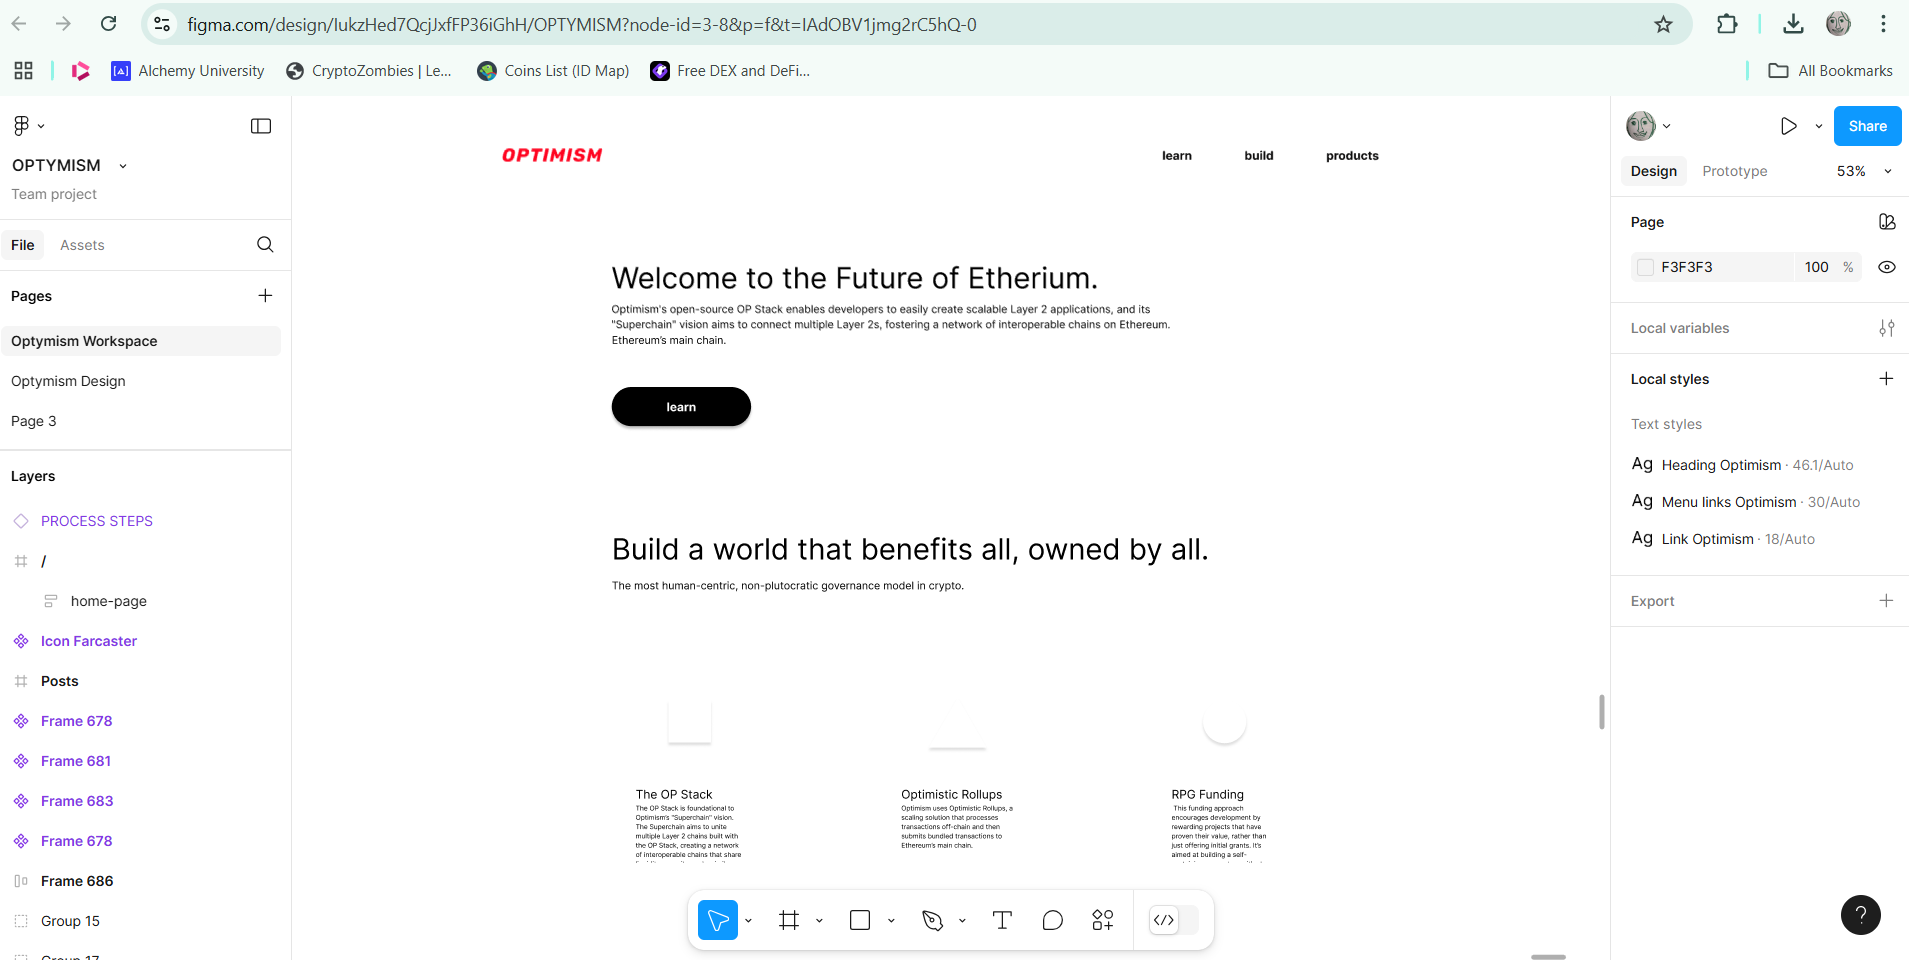 figma.com/design/IukzHed7QcjJxfFP36iGhH/OPTYMISM?node-id=3-8&p=f&t=IAdOBV1jmg2rC5hQ-0
Alchemy University
CryptoZombies | Le...
Coins List (ID Map)
Free DEX and DeFi...
All Bookmarks
OPTYMISM
Team project
File
Assets
Pages
Optymism Workspace
Optymism Design
Page 3
Layers
PROCESS STEPS
/
home-page
Icon Farcaster
Posts
Frame 678
Frame 681
Frame 683
Frame 678
Frame 686
Group 15
Group 17
OPTIMISM
learn
build
products
Welcome to the Future of Etherium.
Optimism's open-source OP Stack enables developers to easily create scalable Layer 2 applications, and its
"Superchain" vision aims to connect multiple Layer 2s, fostering a network of interoperable chains on Ethereum.
Ethereum's main chain.
learn
Build a world that benefits all, owned by all.
The most human-centric, non-plutocratic governance model in crypto.
The OP Stack
The OP Stack is foundational to
Optimism's "Superchain" vision.
The Superchain aims to unite
multiple Layer 2 chains built with
the OP Stack, creating a network
of interoperable chains that share
Optimistic Rollups
Optimism uses Optimistic Rollups, a
scaling solution that processes
transactions off-chain and then
submits bundled transactions to
Ethereum's main chain.
RPG Funding
This funding approach
encourages development by
rewarding projects that have
proven their value, rather than
just offering initial grants. It's
aimed at building a self-
Share
Design
Prototype
53%
Page
F3F3F3
100
%
Local variables
Local styles
Text styles
Ag Heading Optimism · 46.1/Auto
Ag Menu links Optimism · 30/Auto
Ag Link Optimism · 18/Auto
Export
?